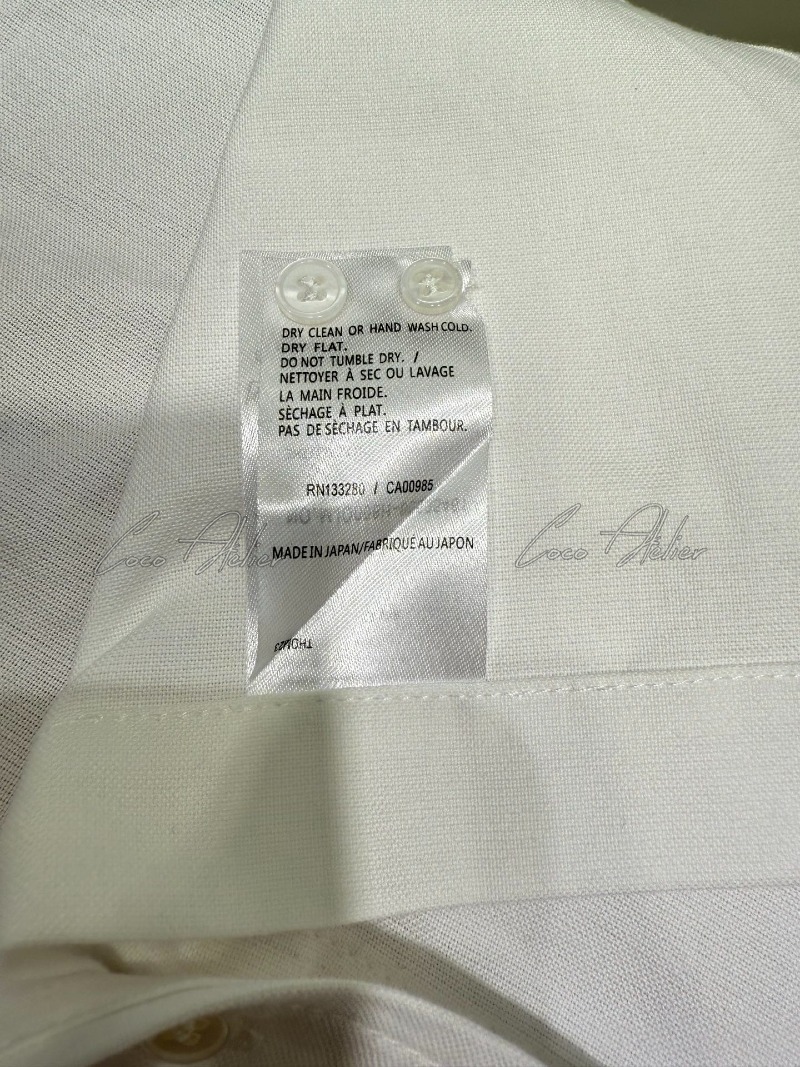 DRY CLEAN OR HAND WASH COLD.
DRY FLAT.
DO NOT TUMBLE DRY. /
NETTOYER À SEC OU LAVAGE
LA MAIN FROIDE.
SÈCHAGE À PLAT.
PAS DE SÈCHAGE EN TAMBOUR.
RN133280 / CA00985
Coco Atelier Coco Atelier
MADE IN JAPAN/FABRIQUE AU JAPON